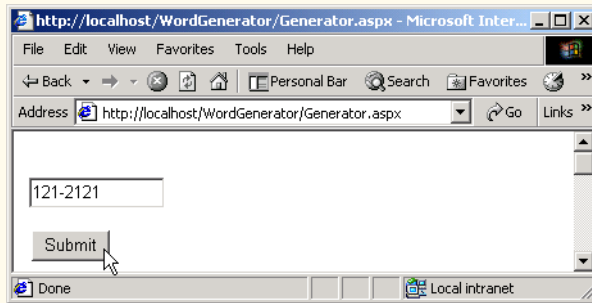 http://localhost/WordGenerator/Generator.aspx - Microsoft Inter...
File Edit View Favorites Tools Help
Back Personal Bar Search Favorites »
Address http://localhost/WordGenerator/Generator.aspx Go Links »
121-2121
Submit
Done Local intranet